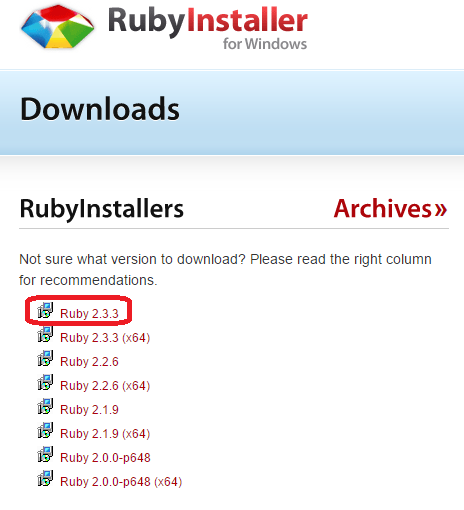 RubyInstaller
for Windows
Downloads
RubyInstallers
Archives»
Not sure what version to download? Please read the right column
for recommendations.
Ruby 2.3.3
Ruby 2.3.3 (x64)
Ruby 2.2.6
Ruby 2.2.6 (x64)
Ruby 2.1.9
Ruby 2.1.9 (x64)
Ruby 2.0.0-p648
Ruby 2.0.0-p648 (x64)